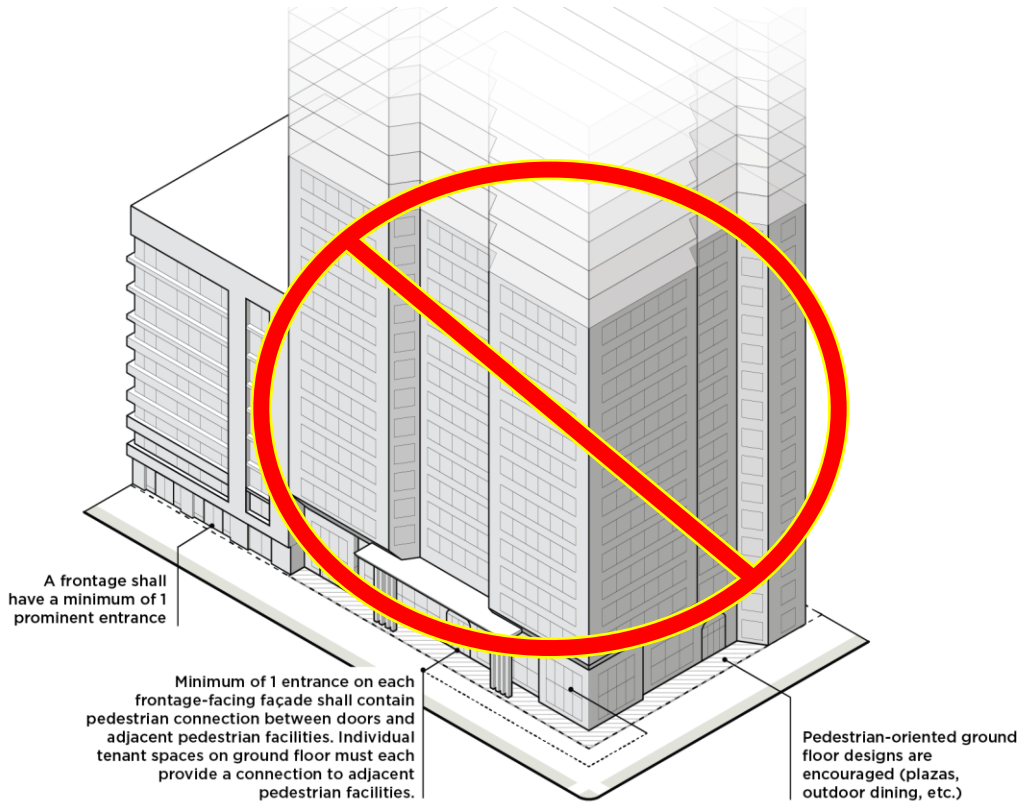 A frontage shall
have a minimum of 1
prominent entrance
Minimum of 1 entrance on each
frontage-facing façade shall contain
pedestrian connection between doors and
adjacent pedestrian facilities. Individual
tenant spaces on ground floor must each
provide a connection to adjacent
pedestrian facilities.
Pedestrian-oriented ground
floor designs are
encouraged (plazas,
outdoor dining, etc.)